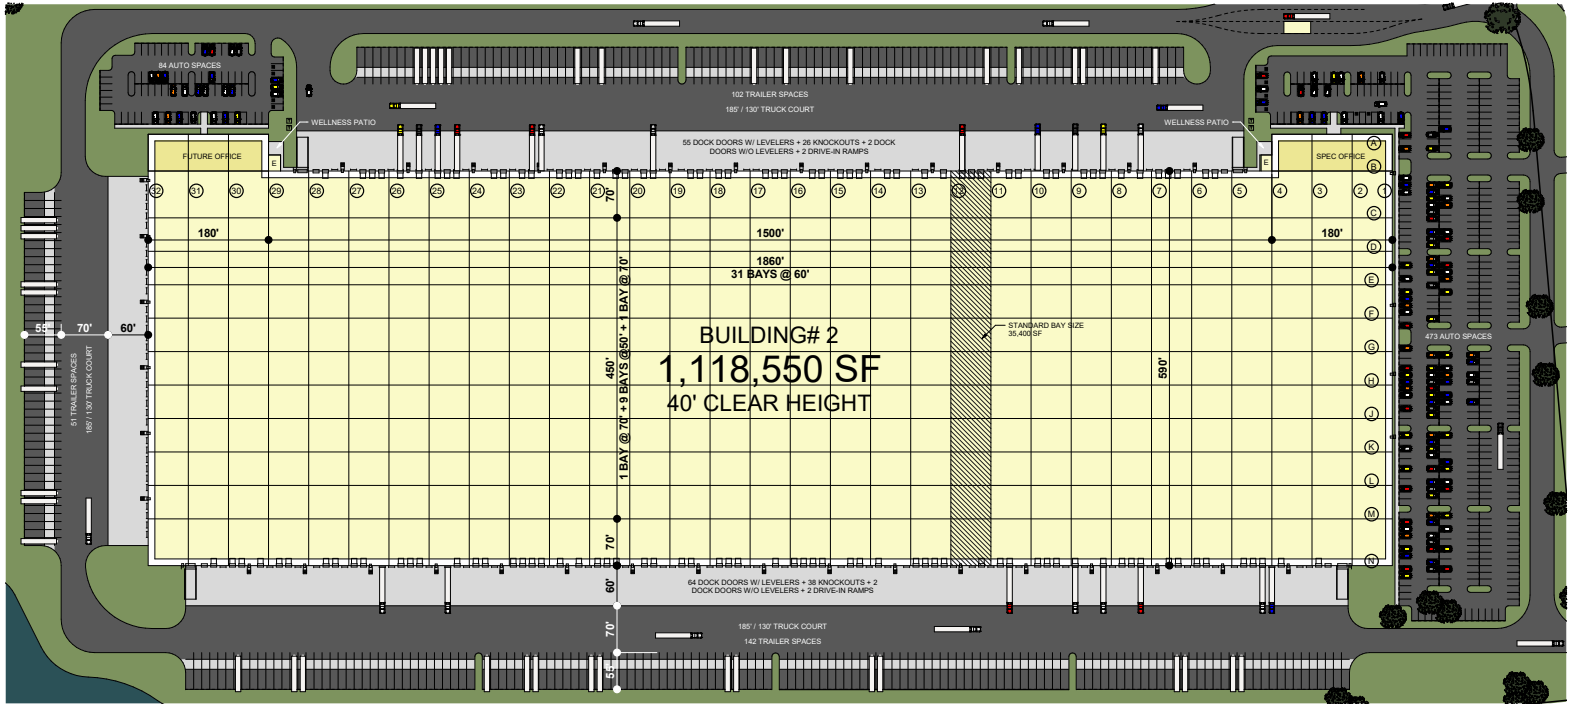 84 AUTO SPACES
102 TRAILER SPACES
185' / 130' TRUCK COURT
WELLNESS PATIO
WELLNESS PATIO
55 DOCK DOORS W/ LEVELERS + 26 KNOCKOUTS + 2 DOCK
DOORS W/O LEVELERS + 2 DRIVE-IN RAMPS
FUTURE OFFICE
E
E
SPEC OFFICE
A
B
32 31 30 29 28 27 26 25 24 23 22 21 20 19 18 17 16 15 14 13 12 11 10 9 8 7 6 5 4 3 2 1
70'
C
180'
1500'
180'
D
1860'
31 BAYS @ 60'
E
F
55'
70'
60'
STANDARD BAY SIZE
35,400 SF
BUILDING# 2
1,118,550 SF
40' CLEAR HEIGHT
473 AUTO SPACES
G
H
J
K
L
M
N
450'
1 BAY @ 70' + 9 BAYS @50' + 1 BAY @ 70'
590'
51 TRAILER SPACES
185' / 130' TRUCK COURT
70'
64 DOCK DOORS W/ LEVELERS + 38 KNOCKOUTS + 2
DOCK DOORS W/O LEVELERS + 2 DRIVE-IN RAMPS
60'
70'
185' / 130' TRUCK COURT
142 TRAILER SPACES
55'